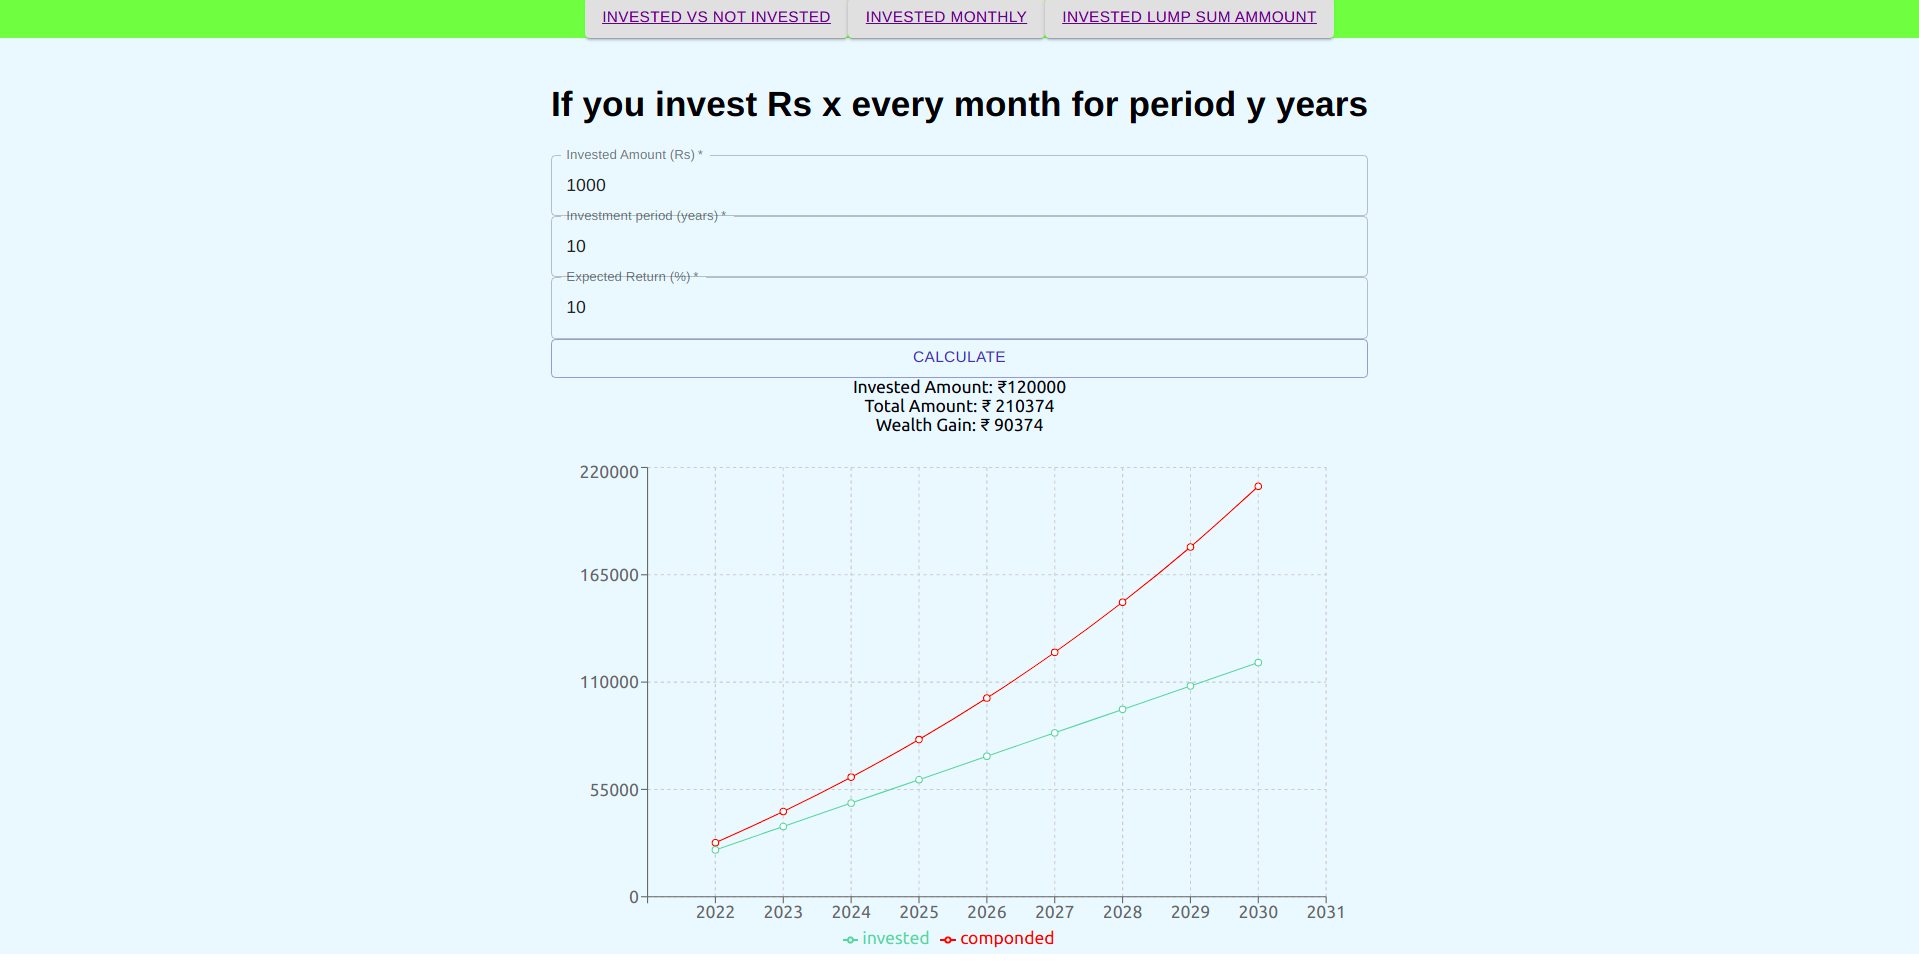 INVESTED VS NOT INVESTED INVESTED MONTHLY INVESTED LUMP SUM AMMOUNT
If you invest Rs x every month for period y years
Invested Amount (Rs) *
1000
Investment period (years) *
10
Expected Return (%) *
10
CALCULATE
Invested Amount: ₹120000
Total Amount: ₹ 210374
Wealth Gain: ₹ 90374
220000
165000
110000
55000
0
2022 2023 2024 2025 2026 2027 2028 2029 2030 2031
invested componded